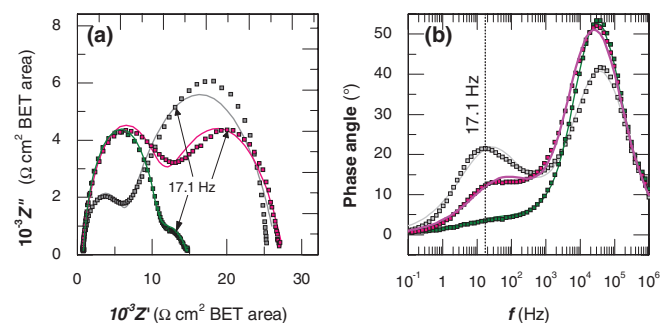 (a)
8
6
4
2
0
10⁻³Z'' (Ω cm² BET area)
17.1 Hz
0 10 20 30
10⁻³Z' (Ω cm² BET area)
(b)
50
40
30
20
10
0
Phase angle (°)
17.1 Hz
10⁻¹ 1 10¹ 10² 10³ 10⁴ 10⁵ 10⁶
f (Hz)